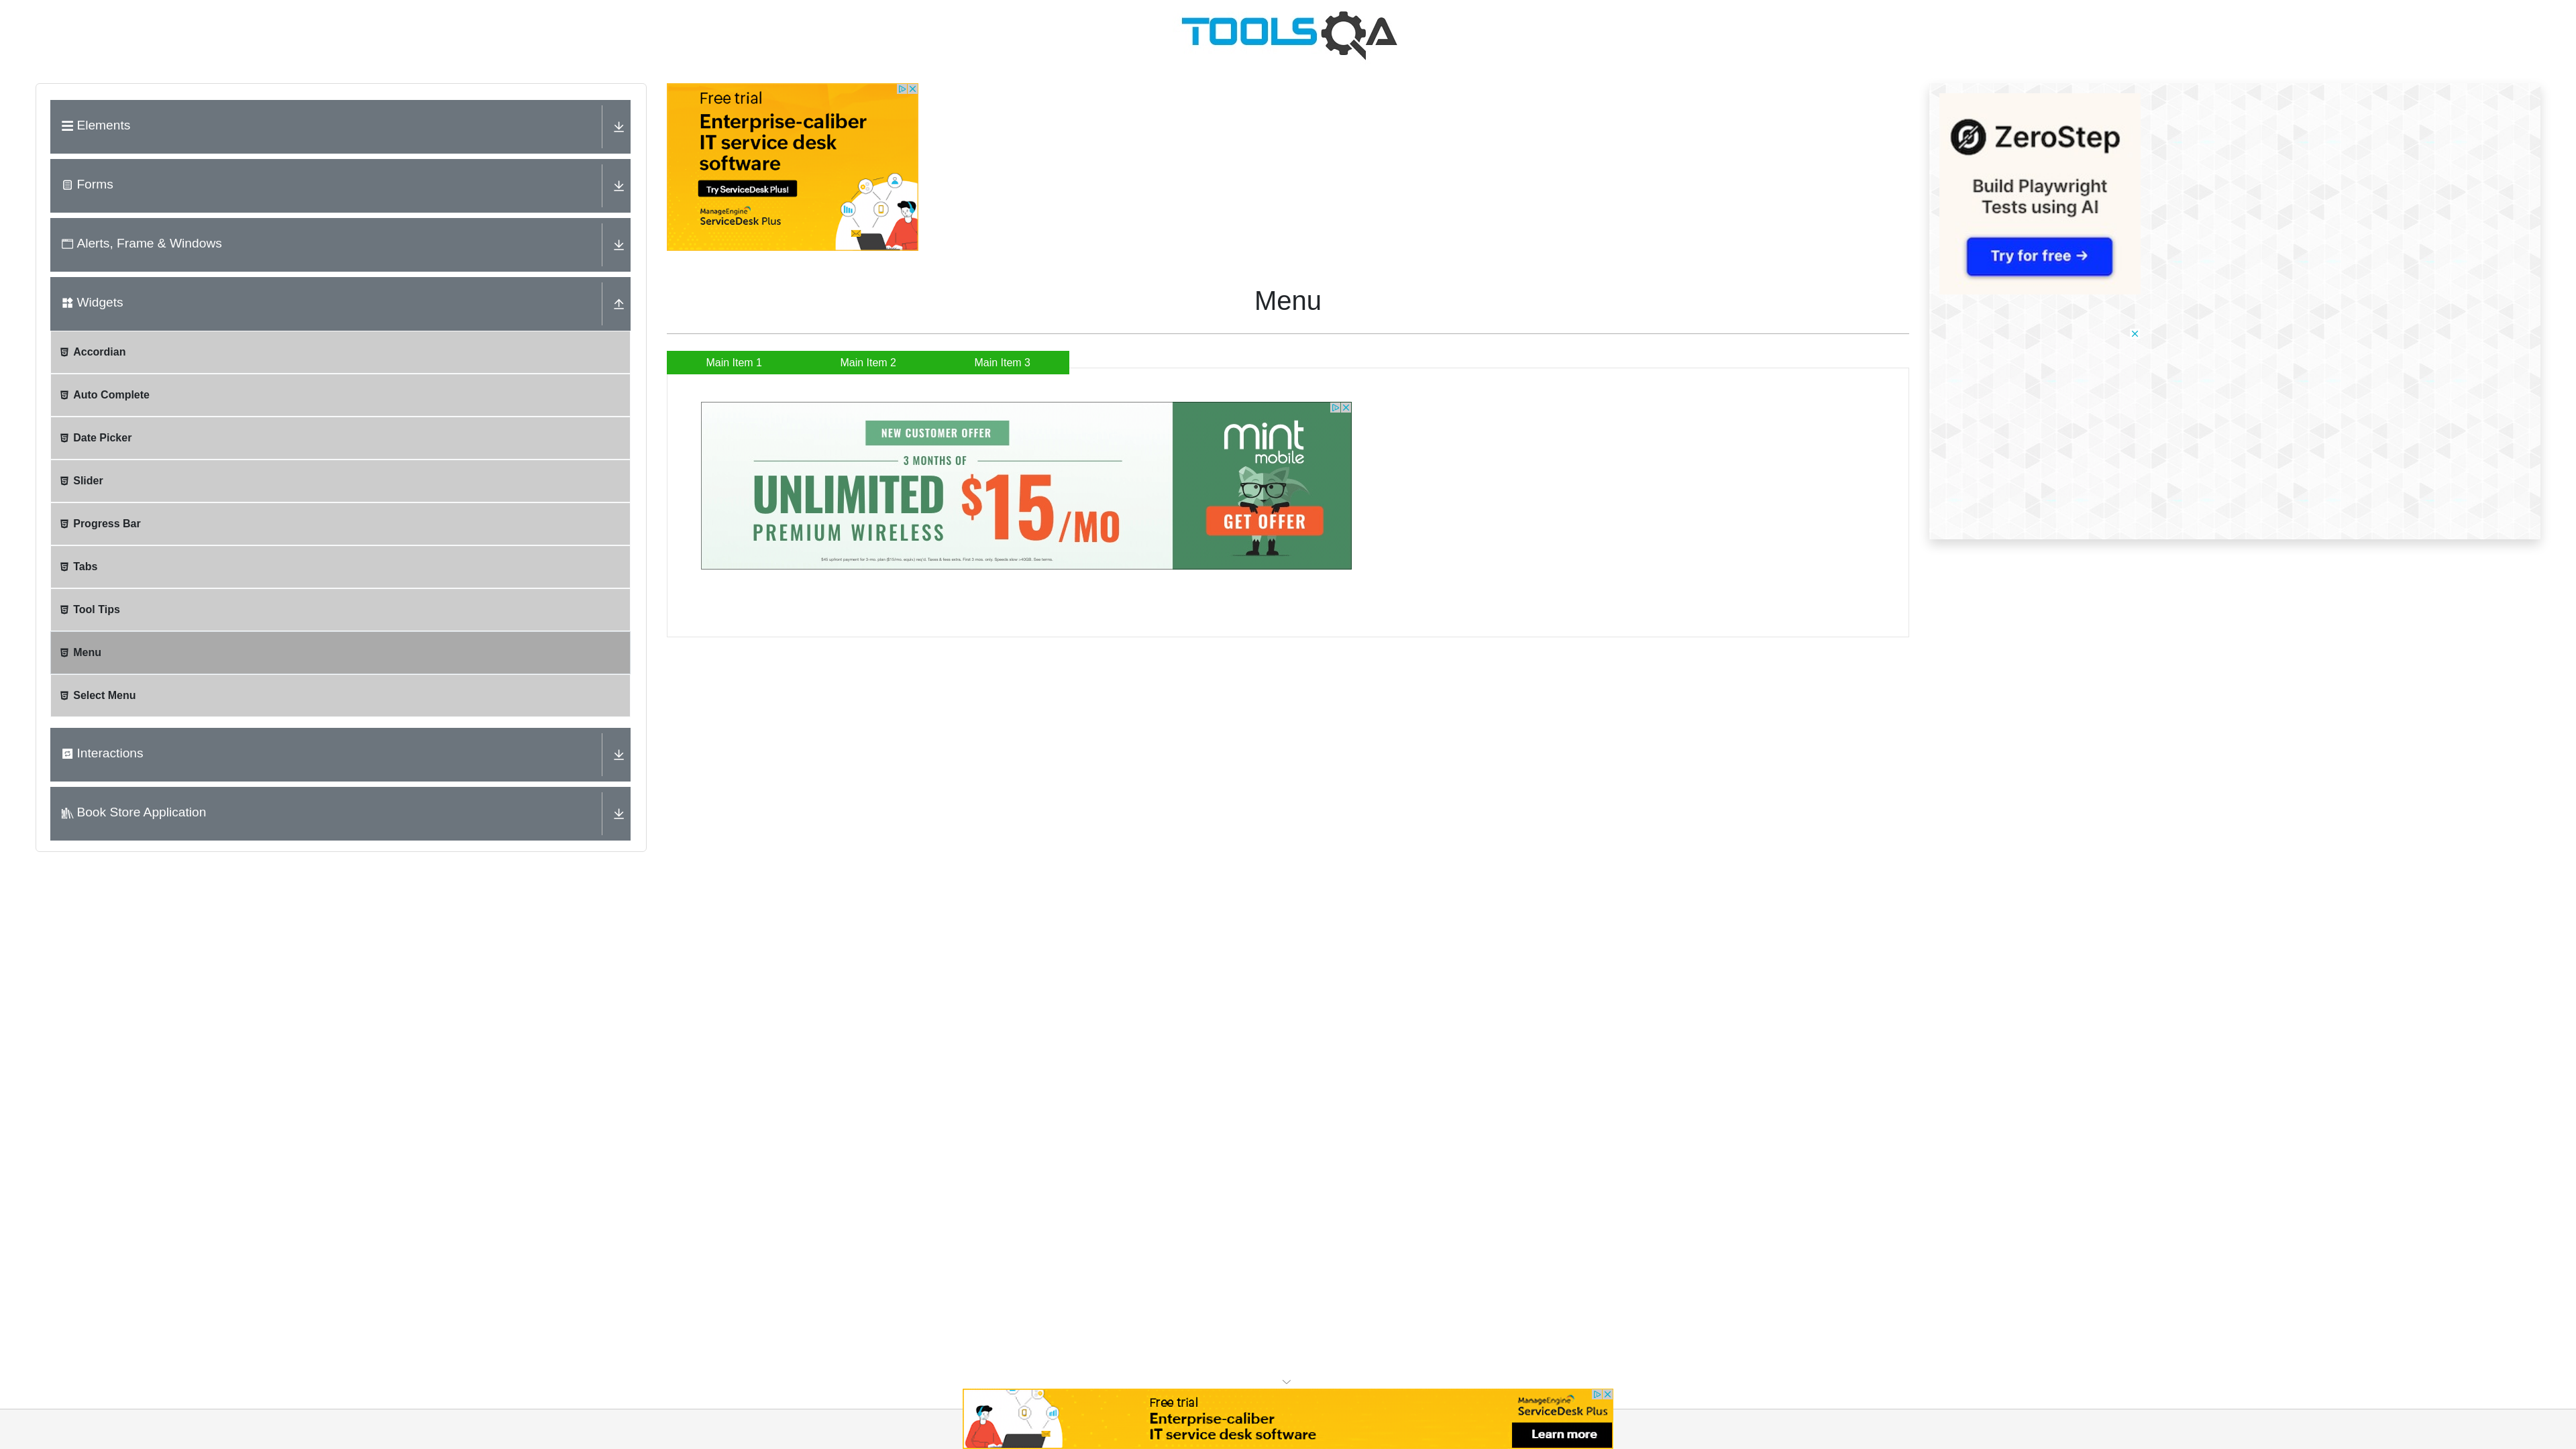 TOOLSQA
Elements
Forms
Alerts, Frame & Windows
Widgets
Accordian
Auto Complete
Date Picker
Slider
Progress Bar
Tabs
Tool Tips
Menu
Select Menu
Interactions
Book Store Application
Free trial
Enterprise-caliber
IT service desk
software
Try ServiceDesk Plus!
ManageEngine
ServiceDesk Plus
Menu
Main Item 1 Main Item 2 Main Item 3
NEW CUSTOMER OFFER
3 MONTHS OF
UNLIMITED
PREMIUM WIRELESS
$15/MO
mint
mobile
GET OFFER
ZeroStep
Build Playwright
Tests using AI
Try for free →
Free trial
Enterprise-caliber
IT service desk software
ManageEngine
ServiceDesk Plus
Learn more